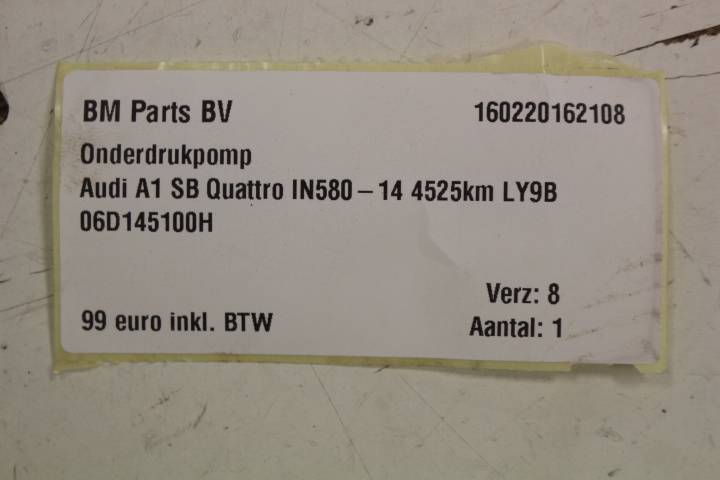 BM Parts BV 160220162108
Onderdrukpomp
Audi A1 SB Quattro IN580 – 14 4525km LY9B
06D145100H
Verz: 8
99 euro inkl. BTW Aantal: 1